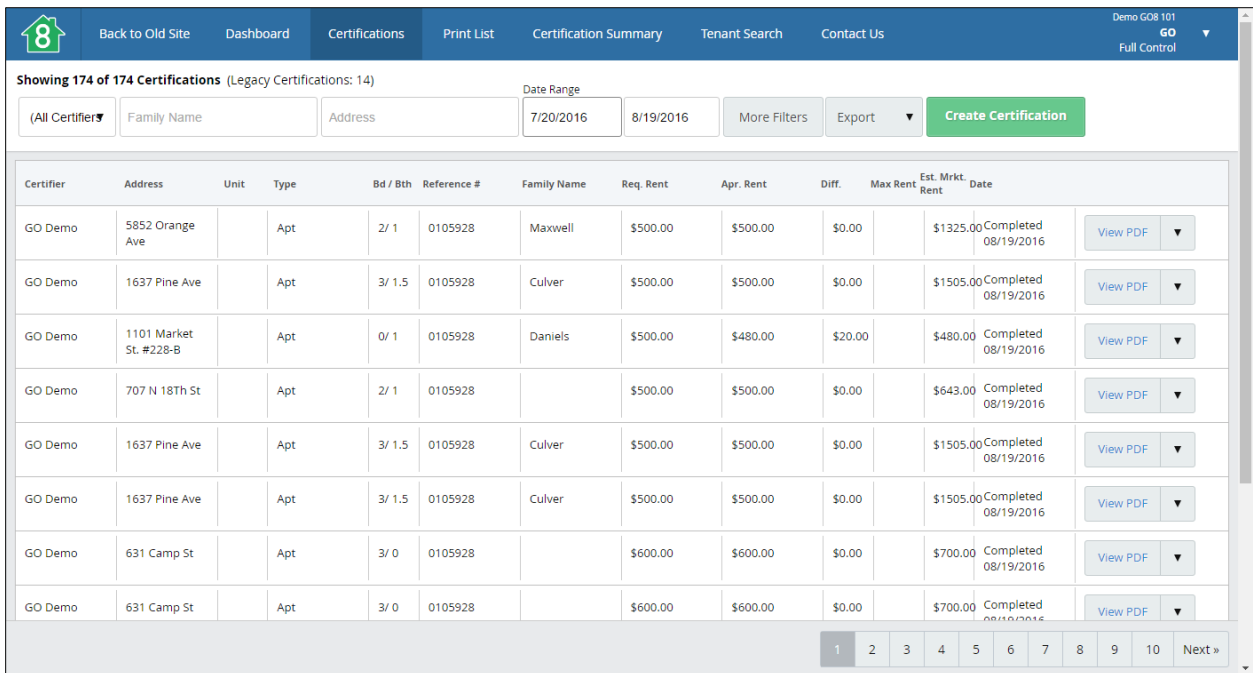 Demo GO8 101
8 Back to Old Site Dashboard Certifications Print List Certification Summary Tenant Search Contact Us GO ▼
Full Control
Showing 174 of 174 Certifications (Legacy Certifications: 14)
Date Range
(All Certifiers ▼ Family Name Address 7/20/2016 8/19/2016 More Filters Export ▼ Create Certification
Certifier Address Unit Type Bd / Bth Reference # Family Name Req. Rent Apr. Rent Diff. Max Rent Est. Mrkt. Date
Rent
GO Demo 5852 Orange Apt 2/ 1 0105928 Maxwell $500.00 $500.00 $0.00 $1325.00 Completed View PDF ▼
Ave 08/19/2016
GO Demo 1637 Pine Ave Apt 3/ 1.5 0105928 Culver $500.00 $500.00 $0.00 $1505.00 Completed View PDF ▼
08/19/2016
GO Demo 1101 Market Apt 0/ 1 0105928 Daniels $500.00 $480.00 $20.00 $480.00 Completed View PDF ▼
St. #228-B 08/19/2016
GO Demo 707 N 18Th St Apt 2/ 1 0105928 $500.00 $500.00 $0.00 $643.00 Completed View PDF ▼
08/19/2016
GO Demo 1637 Pine Ave Apt 3/ 1.5 0105928 Culver $500.00 $500.00 $0.00 $1505.00 Completed View PDF ▼
08/19/2016
GO Demo 1637 Pine Ave Apt 3/ 1.5 0105928 Culver $500.00 $500.00 $0.00 $1505.00 Completed View PDF ▼
08/19/2016
GO Demo 631 Camp St Apt 3/ 0 0105928 $600.00 $600.00 $0.00 $700.00 Completed View PDF ▼
08/19/2016
GO Demo 631 Camp St Apt 3/ 0 0105928 $600.00 $600.00 $0.00 $700.00 Completed View PDF ▼
08/19/2016
1 2 3 4 5 6 7 8 9 10 Next »